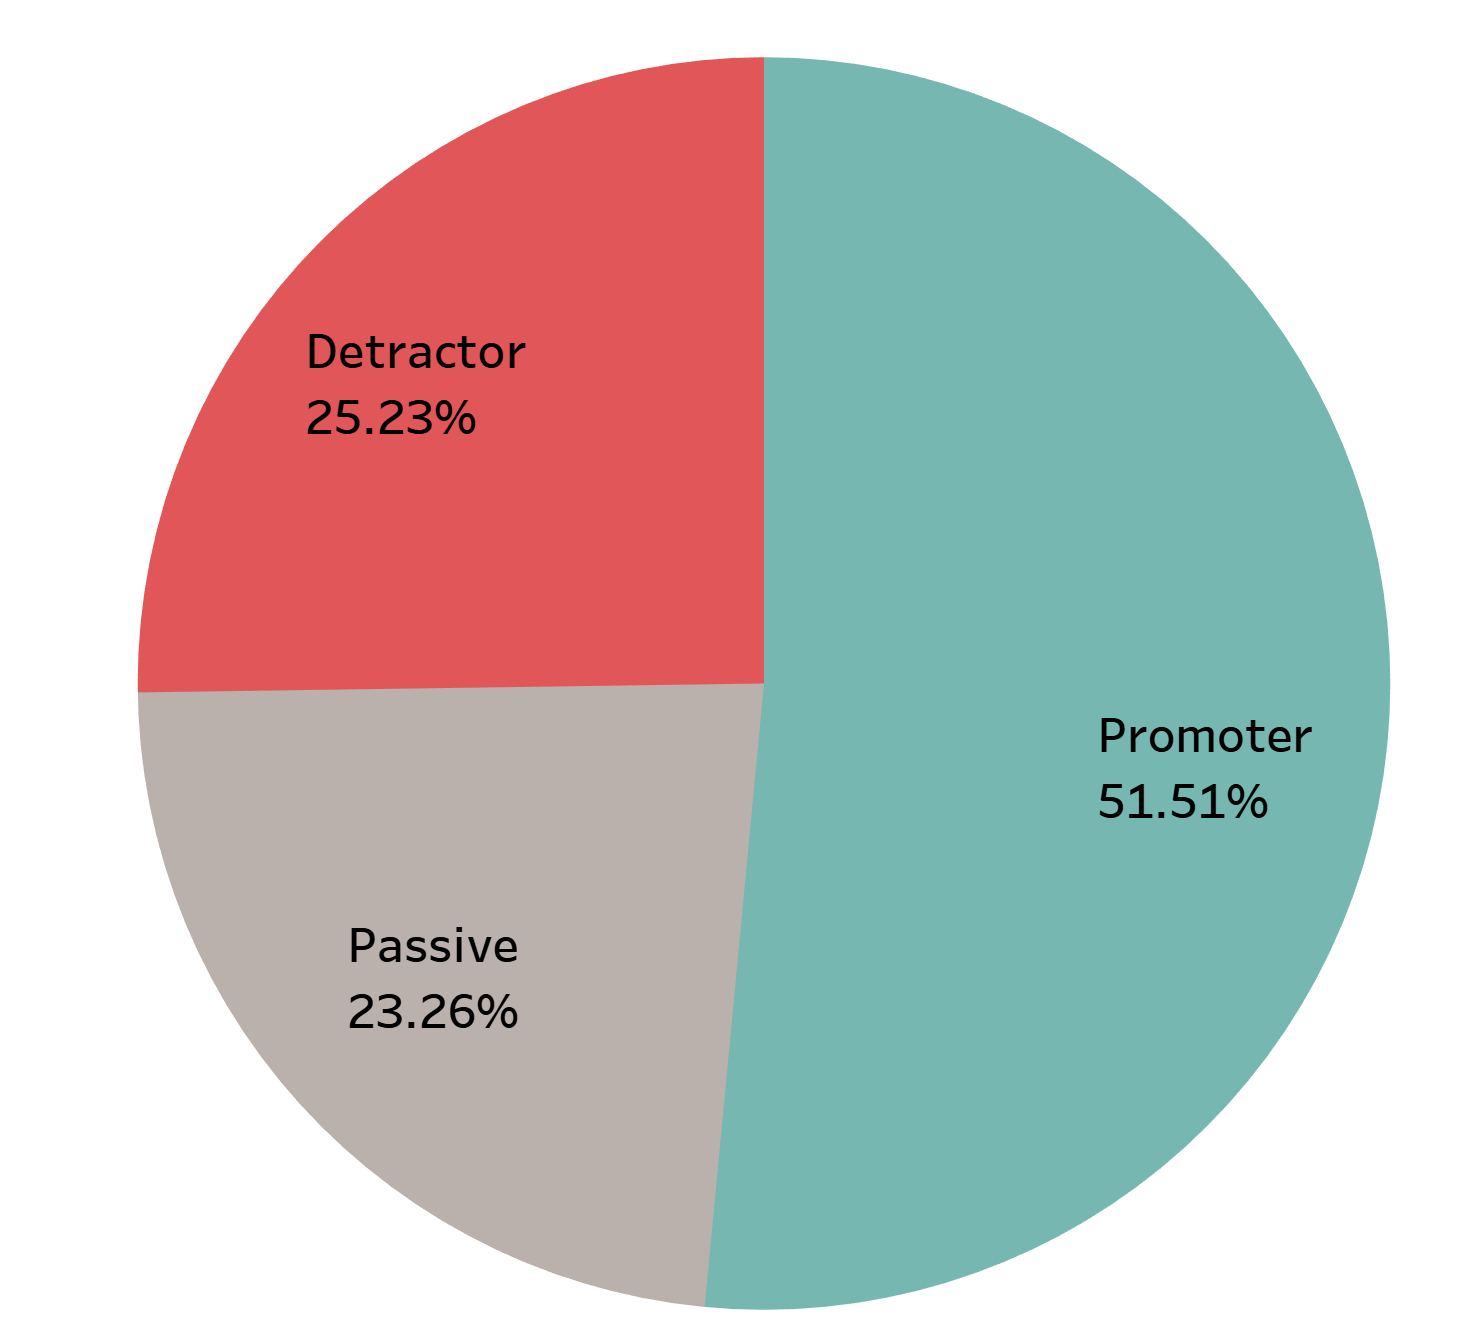 Detractor
25.23%
Promoter
51.51%
Passive
23.26%